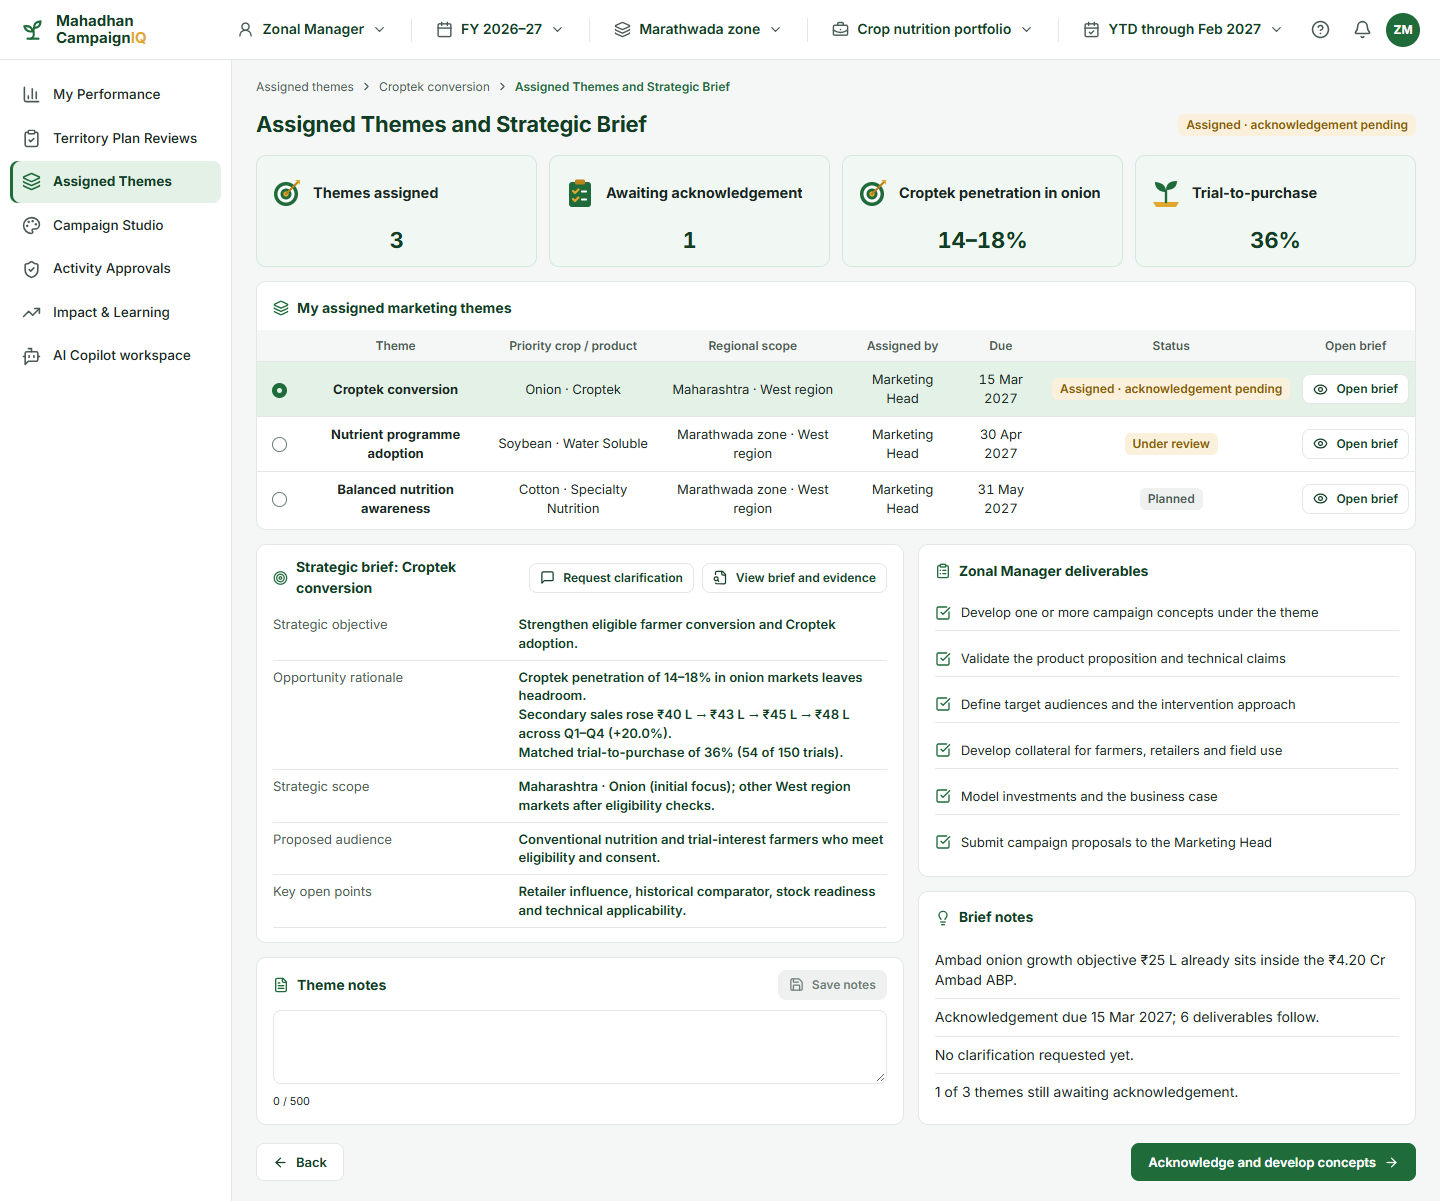 Mahadhan
CampaignIQ
Zonal Manager
FY 2026–27
Marathwada zone
Crop nutrition portfolio
YTD through Feb 2027
ZM
My Performance
Territory Plan Reviews
Assigned Themes
Campaign Studio
Activity Approvals
Impact & Learning
AI Copilot workspace
Assigned themes > Croptek conversion > Assigned Themes and Strategic Brief
Assigned Themes and Strategic Brief
Assigned · acknowledgement pending
Themes assigned
3
Awaiting acknowledgement
1
Croptek penetration in onion
14–18%
Trial-to-purchase
36%
My assigned marketing themes
Theme Priority crop / product Regional scope Assigned by Due Status Open brief
Croptek conversion Onion · Croptek Maharashtra · West region Marketing Head 15 Mar 2027 Assigned · acknowledgement pending Open brief
Nutrient programme adoption Soybean · Water Soluble Marathwada zone · West region Marketing Head 30 Apr 2027 Under review Open brief
Balanced nutrition awareness Cotton · Specialty Nutrition Marathwada zone · West region Marketing Head 31 May 2027 Planned Open brief
Strategic brief: Croptek
conversion
Request clarification
View brief and evidence
Strategic objective
Strengthen eligible farmer conversion and Croptek
adoption.
Opportunity rationale
Croptek penetration of 14–18% in onion markets leaves
headroom.
Secondary sales rose ₹40 L → ₹43 L → ₹45 L → ₹48 L
across Q1–Q4 (+20.0%).
Matched trial-to-purchase of 36% (54 of 150 trials).
Strategic scope
Maharashtra · Onion (initial focus); other West region
markets after eligibility checks.
Proposed audience
Conventional nutrition and trial-interest farmers who meet
eligibility and consent.
Key open points
Retailer influence, historical comparator, stock readiness
and technical applicability.
Theme notes
Save notes
0 / 500
Zonal Manager deliverables
Develop one or more campaign concepts under the theme
Validate the product proposition and technical claims
Define target audiences and the intervention approach
Develop collateral for farmers, retailers and field use
Model investments and the business case
Submit campaign proposals to the Marketing Head
Brief notes
Ambad onion growth objective ₹25 L already sits inside the ₹4.20 Cr
Ambad ABP.
Acknowledgement due 15 Mar 2027; 6 deliverables follow.
No clarification requested yet.
1 of 3 themes still awaiting acknowledgement.
Back
Acknowledge and develop concepts